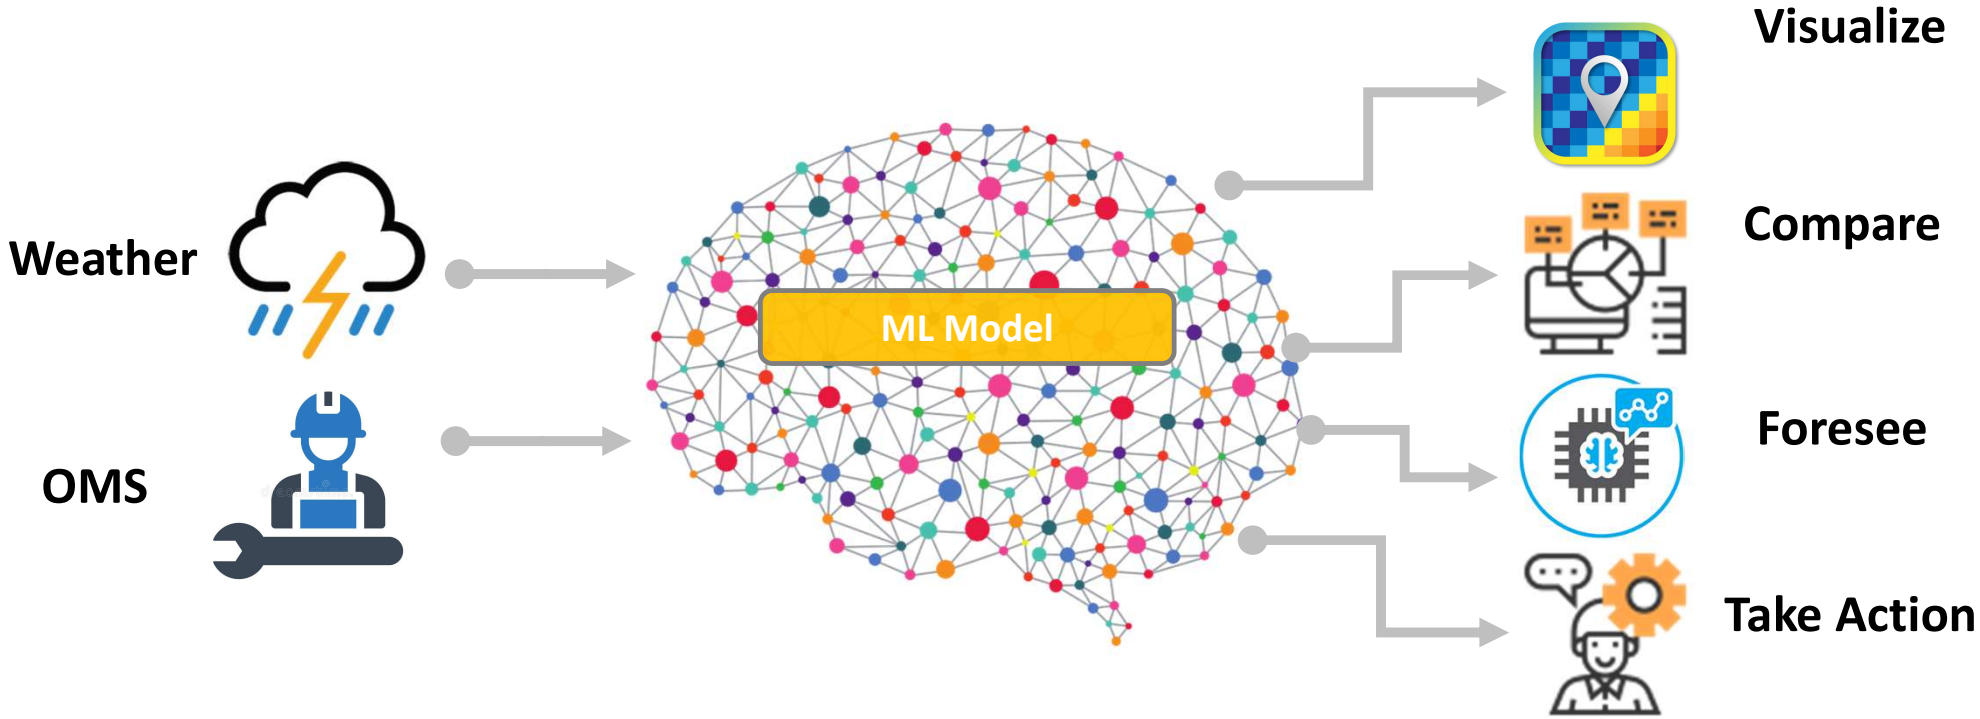 Visualize
Compare
Weather
ML Model
Foresee
OMS
Take Action